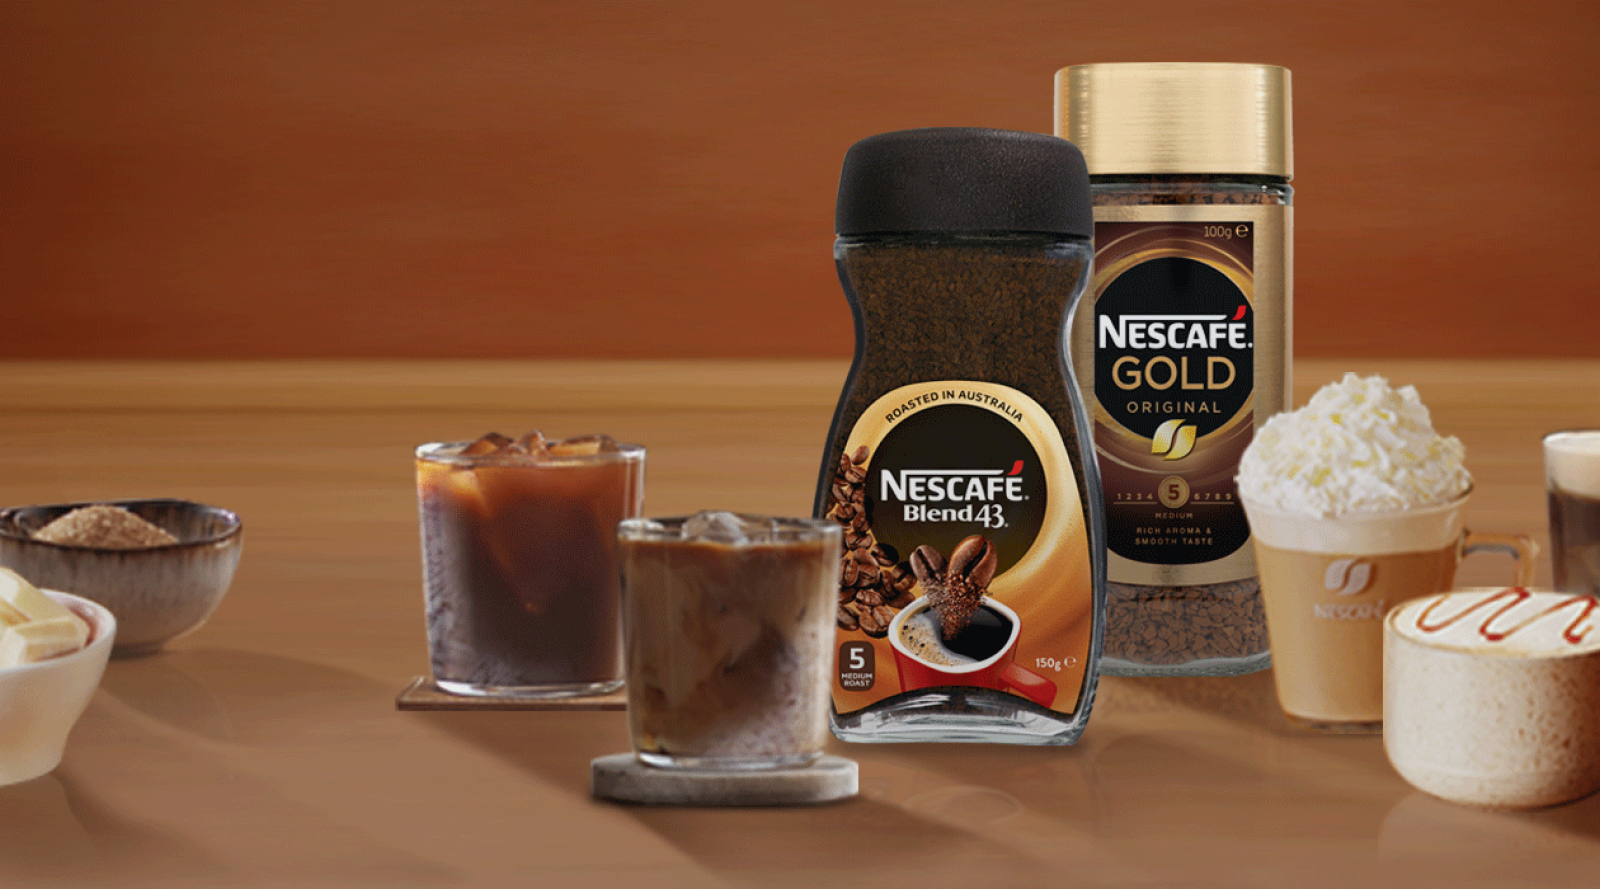 ROASTED IN AUSTRALIA
NESCAFÉ.
Blend 43.
5
MEDIUM
ROAST
150g ℮
100g ℮
NESCAFÉ.
GOLD
ORIGINAL
1 2 3 4 5 6 7 8 9
MEDIUM
RICH AROMA &
SMOOTH TASTE
NESCAFÉ